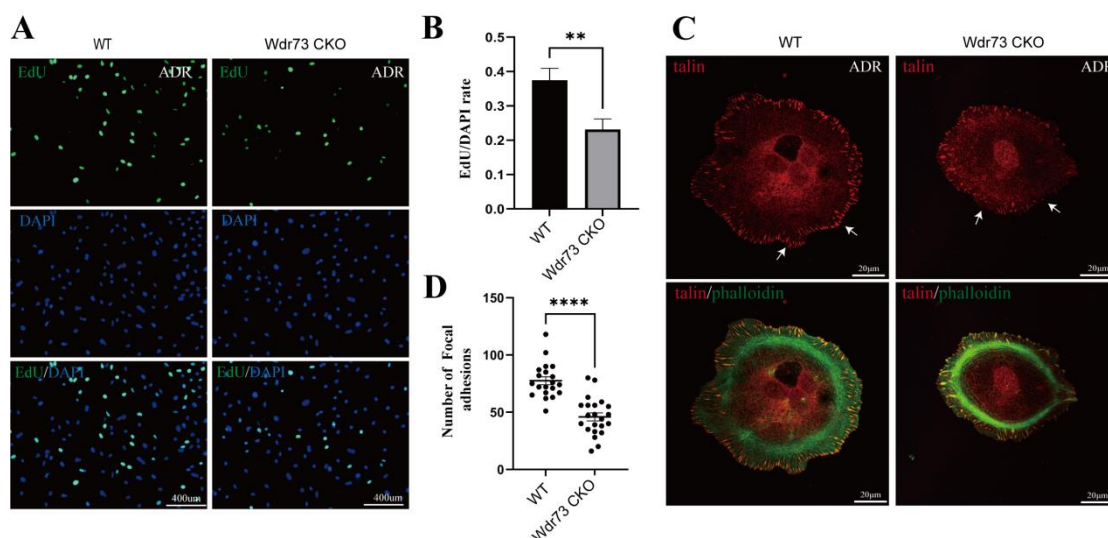 A
WT
Wdr73 CKO
EdU
ADR
EdU
ADR
DAPI
DAPI
EdU/DAPI
400um
EdU/DAPI
400um
B
**
EdU/DAPI rate
0.5
0.4
0.3
0.2
0.1
0.0
WT
Wdr73 CKO
D
****
Number of Focal
adhesions
150
100
50
0
WT
Wdr73 CKO
C
WT
Wdr73 CKO
talin
ADR
20μm
talin
ADR
20μm
talin/phalloidin
20μm
talin/phalloidin
20μm